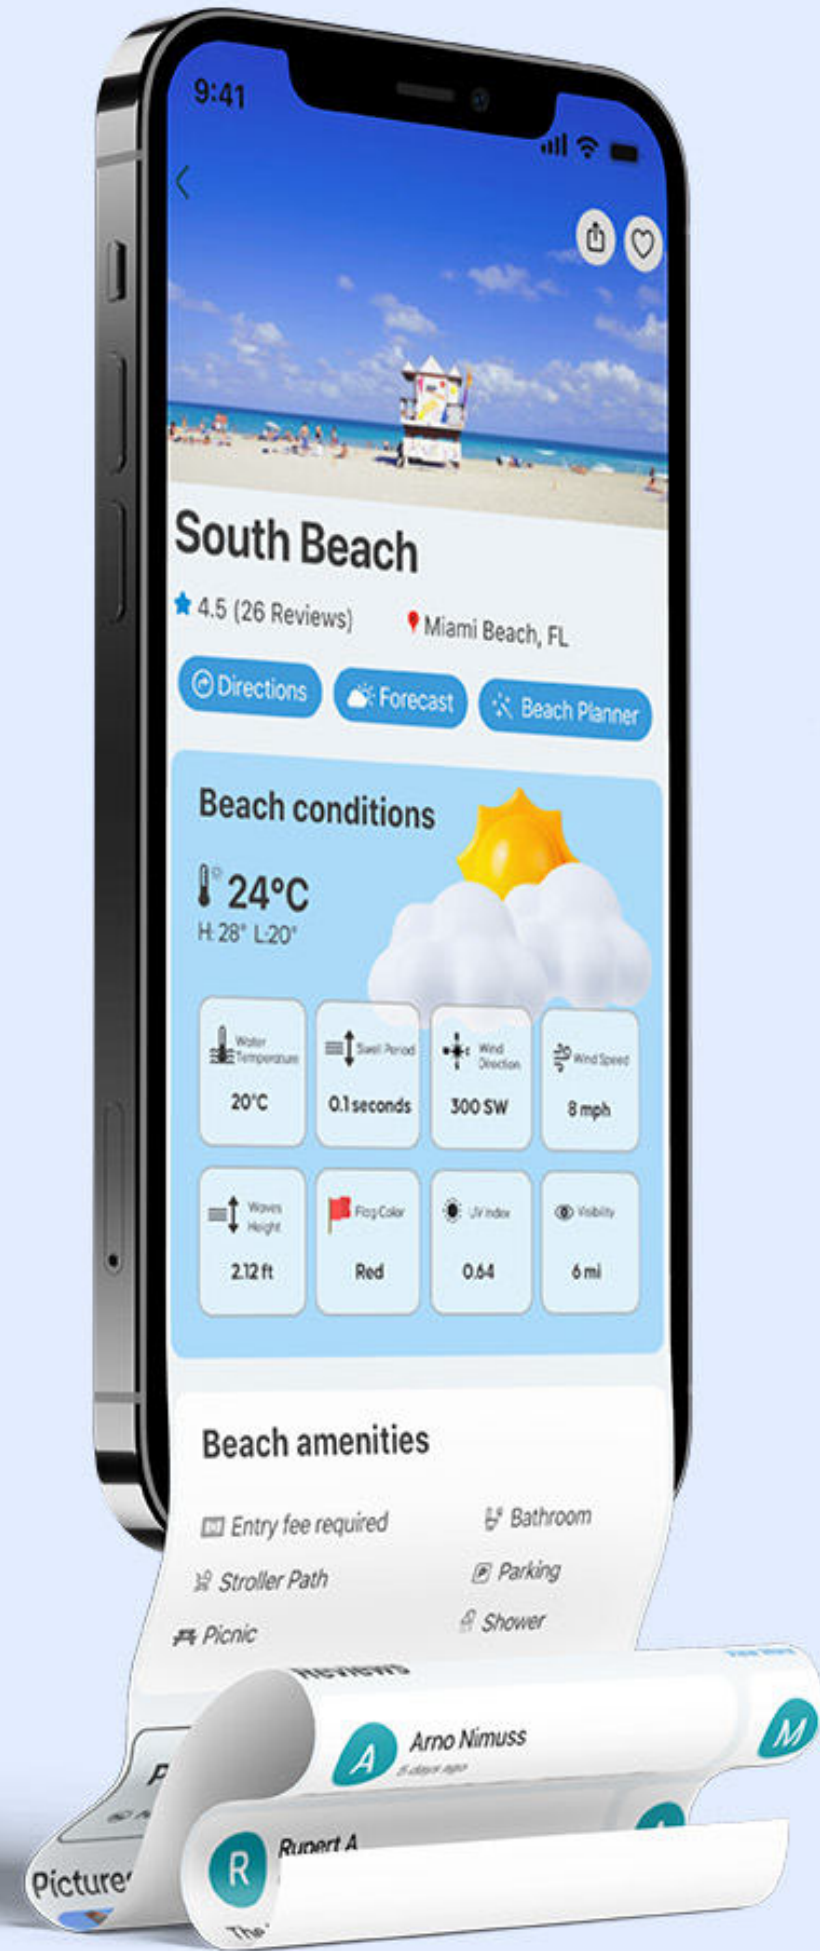 9:41
South Beach
4.5 (26 Reviews)
Miami Beach, FL
Directions
Forecast
Beach Planner
Beach conditions
24°C
H: 28° L:20°
Water
Temperature
20°C
Swell Period
0.1 seconds
Wind
Direction
300 SW
Wind Speed
8 mph
Waves
Height
2.12 ft
Flag Color
Red
UV Index
0.64
Visibility
6 mi
Beach amenities
Entry fee required
Bathroom
Stroller Path
P
Parking
Picnic
Shower
Reviews
A
Arno Nimuss
5 days ago
M
P
R
Rupert A
Pictures
The